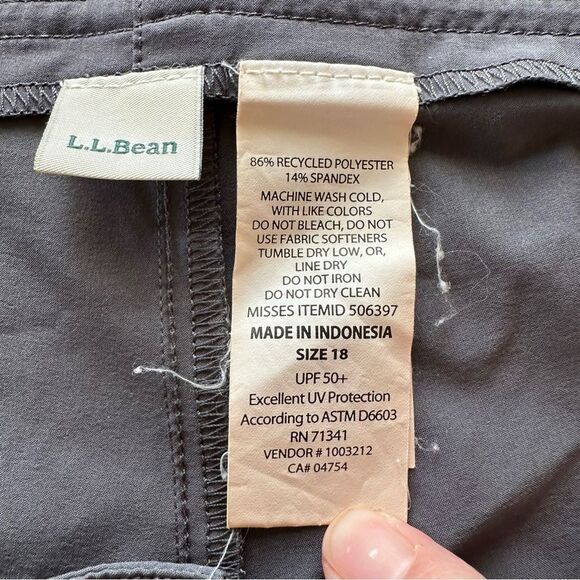 L.L.Bean
86% RECYCLED POLYESTER
14% SPANDEX
MACHINE WASH COLD,
WITH LIKE COLORS
DO NOT BLEACH, DO NOT
USE FABRIC SOFTENERS
TUMBLE DRY LOW, OR,
LINE DRY
DO NOT IRON
DO NOT DRY CLEAN
MISSES ITEMID 506397
MADE IN INDONESIA
SIZE 18
UPF 50+
Excellent UV Protection
According to ASTM D6603
RN 71341
VENDOR # 1003212
CA# 04754